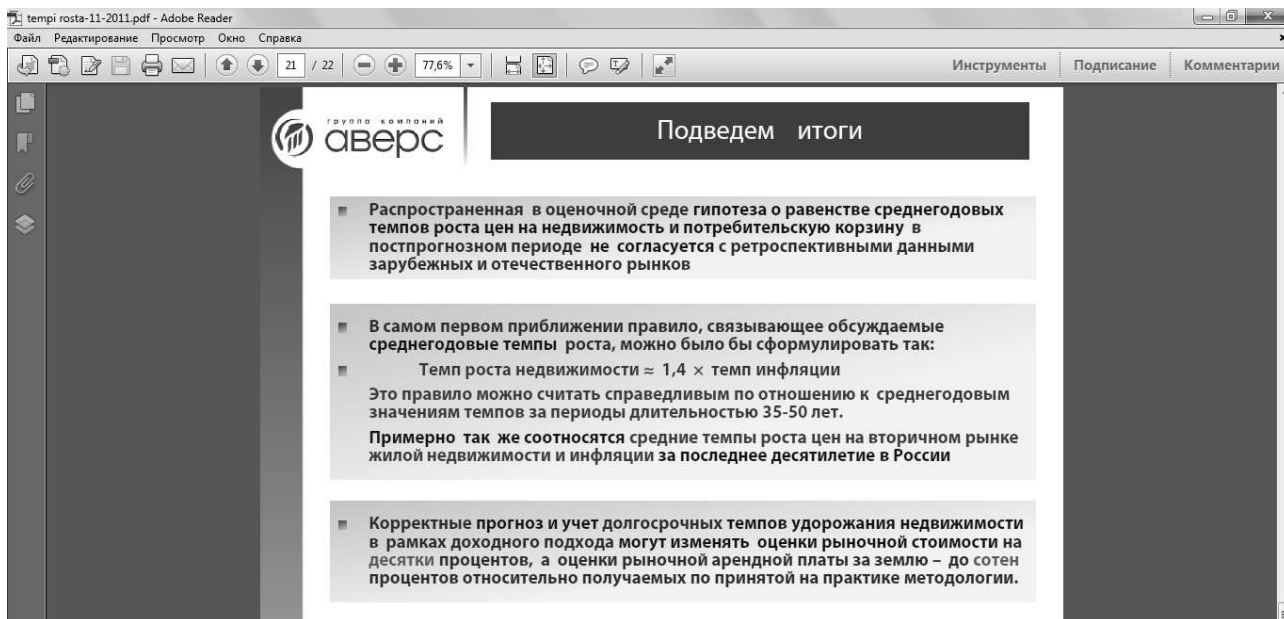 tempi rosta-11-2011.pdf - Adobe Reader
Файл Редактирование Просмотр Окно Справка
21 / 22 77,6% Инструменты Подписание Комментарии
группа компаний
аверс
Подведем итоги
Распространенная в оценочной среде гипотеза о равенстве среднегодовых
темпов роста цен на недвижимость и потребительскую корзину в
постпрогнозном периоде не согласуется с ретроспективными данными
зарубежных и отечественного рынков
В самом первом приближении правило, связывающее обсуждаемые
среднегодовые темпы роста, можно было бы сформулировать так:
Темп роста недвижимости ≈ 1,4 × темп инфляции
Это правило можно считать справедливым по отношению к среднегодовым
значениям темпов за периоды длительностью 35-50 лет.
Примерно так же соотносятся средние темпы роста цен на вторичном рынке
жилой недвижимости и инфляции за последнее десятилетие в России
Корректные прогноз и учет долгосрочных темпов удорожания недвижимости
в рамках доходного подхода могут изменять оценки рыночной стоимости на
десятки процентов, а оценки рыночной арендной платы за землю – до сотен
процентов относительно получаемых по принятой на практике методологии.